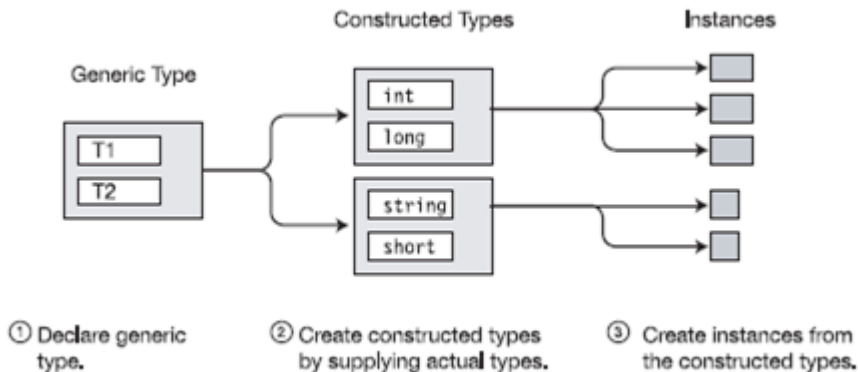 Constructed Types
Instances
Generic Type
T1
T2
int
long
string
short
① Declare generic
type.
② Create constructed types
by supplying actual types.
③ Create instances from
the constructed types.